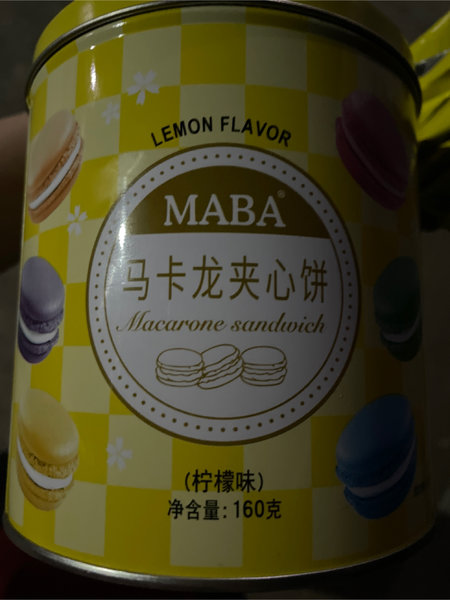 LEMON FLAVOR
MABA®
马卡龙夹心饼
Macarone sandwich
(柠檬味)
净含量:160克